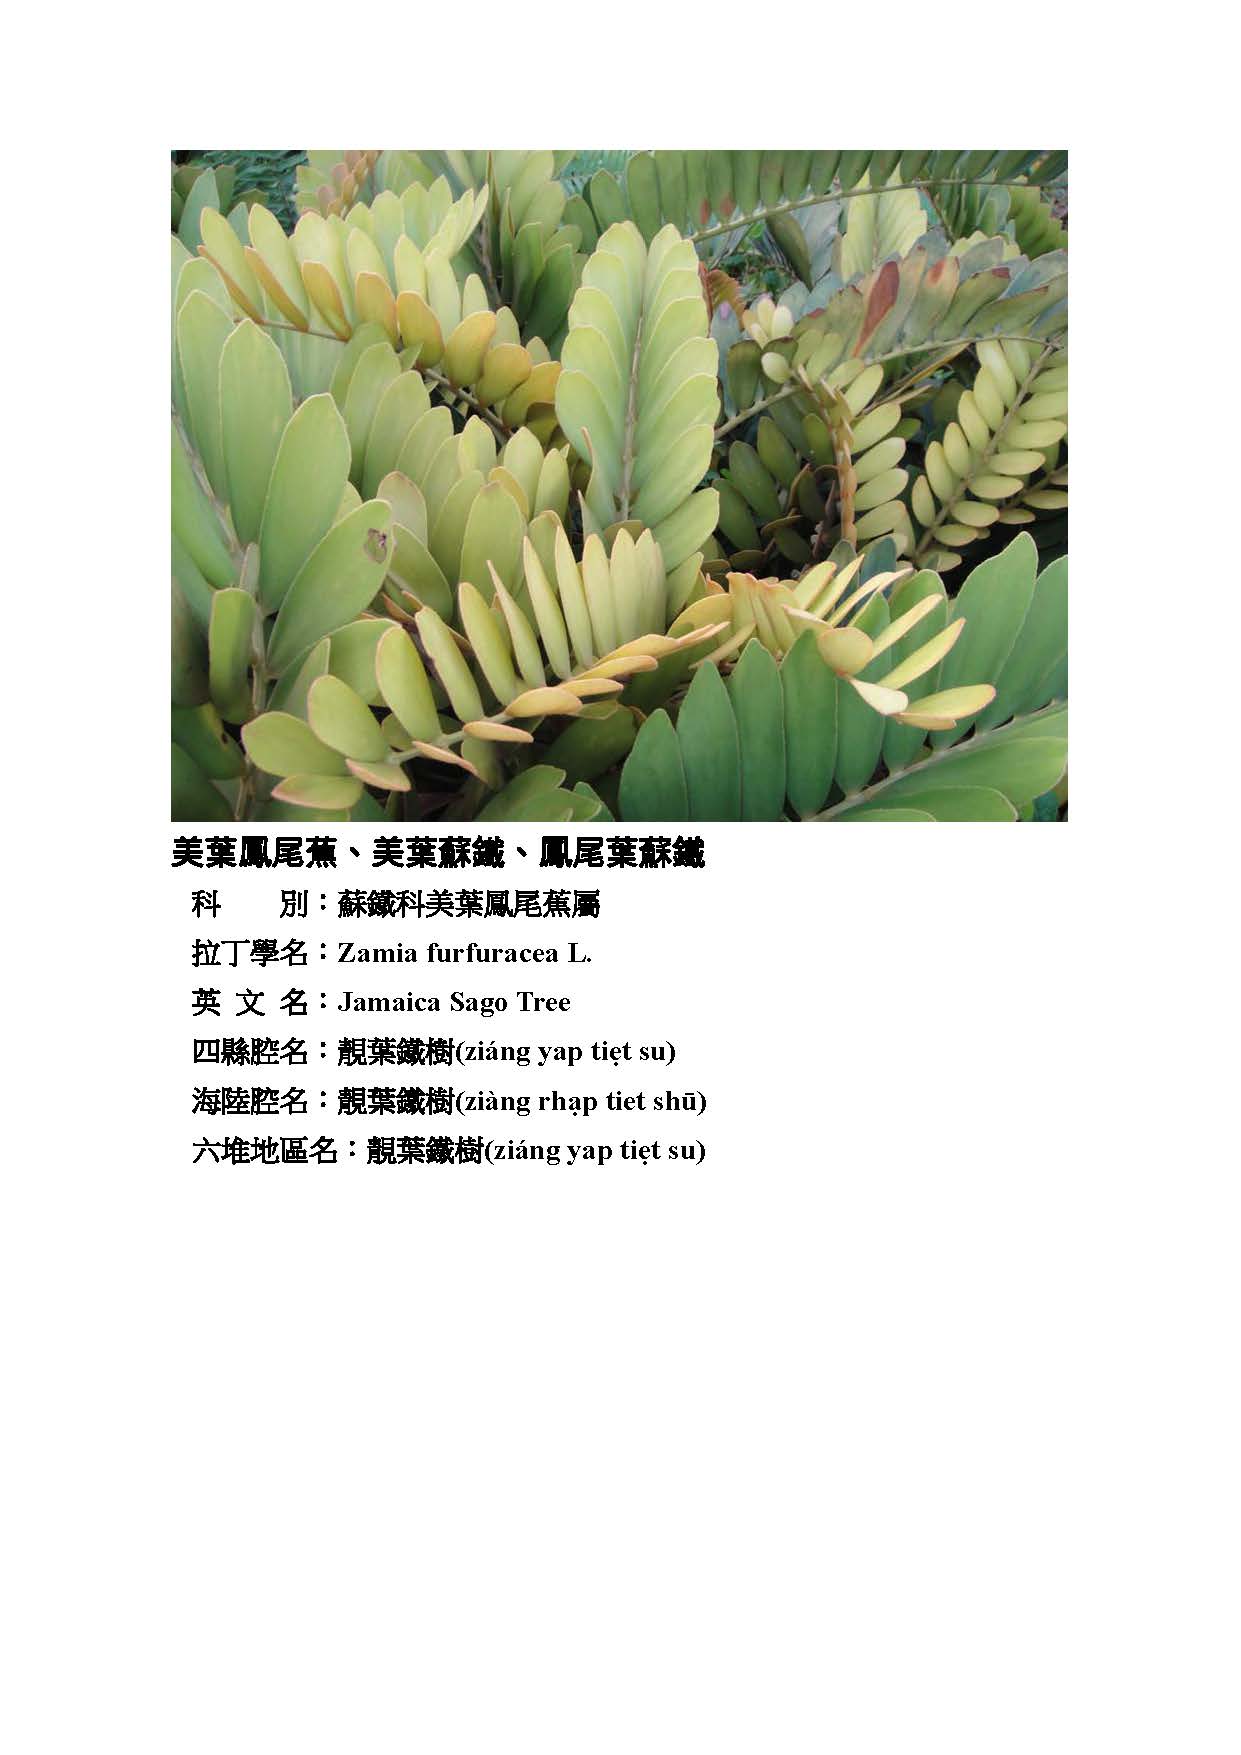 美葉鳳尾蕉、美葉蘇鐵、鳳尾葉蘇鐵
科　　別：蘇鐵科美葉鳳尾蕉屬
拉丁學名：Zamia furfuracea L.
英 文 名：Jamaica Sago Tree
四縣腔名：靚葉鐵樹(ziáng yap tiẹt su)
海陸腔名：靚葉鐵樹(ziàng rhạp tiet shū)
六堆地區名：靚葉鐵樹(ziáng yap tiẹt su)